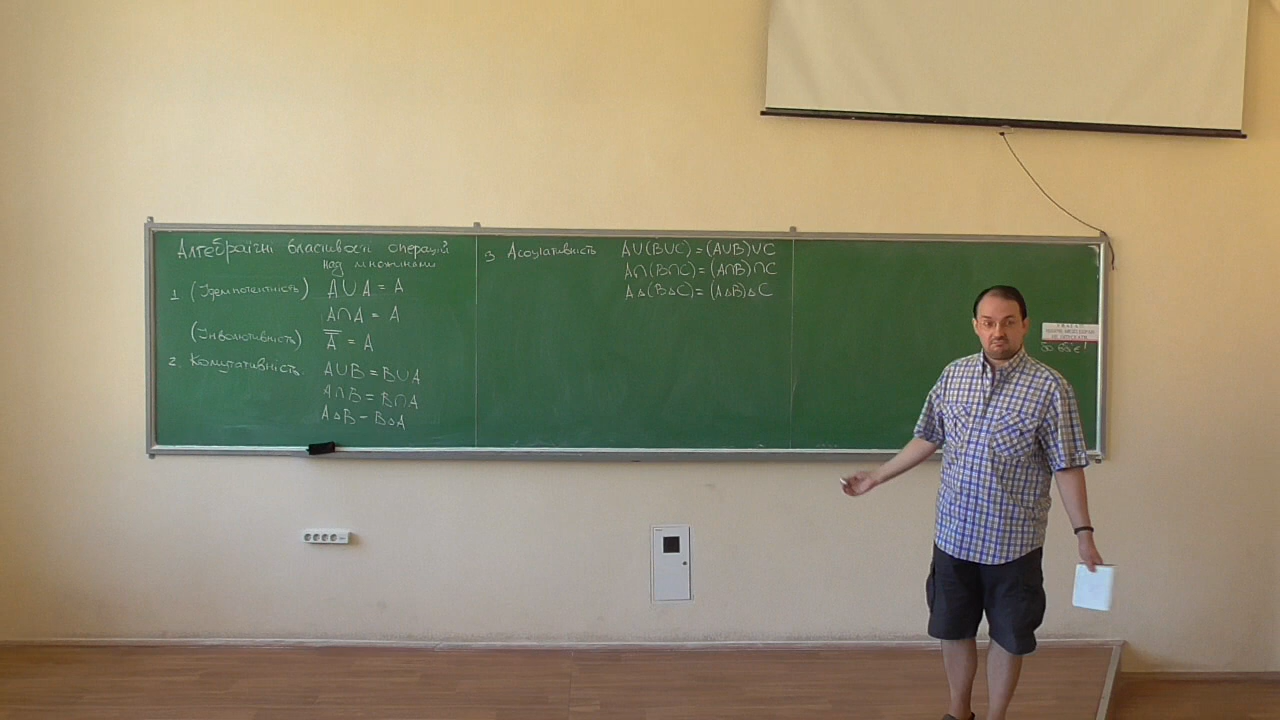 Алгебраїчні властивості операцій
над множинами
1 (Ідемпотентність) A∪A = A
A∩A = A
(Інволютивність) A̿ = A
2. Комутативність. A∪B = B∪A
A∩B = B∩A
A△B = B△A
3 Асоціативність A∪(B∪C) = (A∪B)∪C
A∩(B∩C) = (A∩B)∩C
A△(B△C) = (A△B)△C